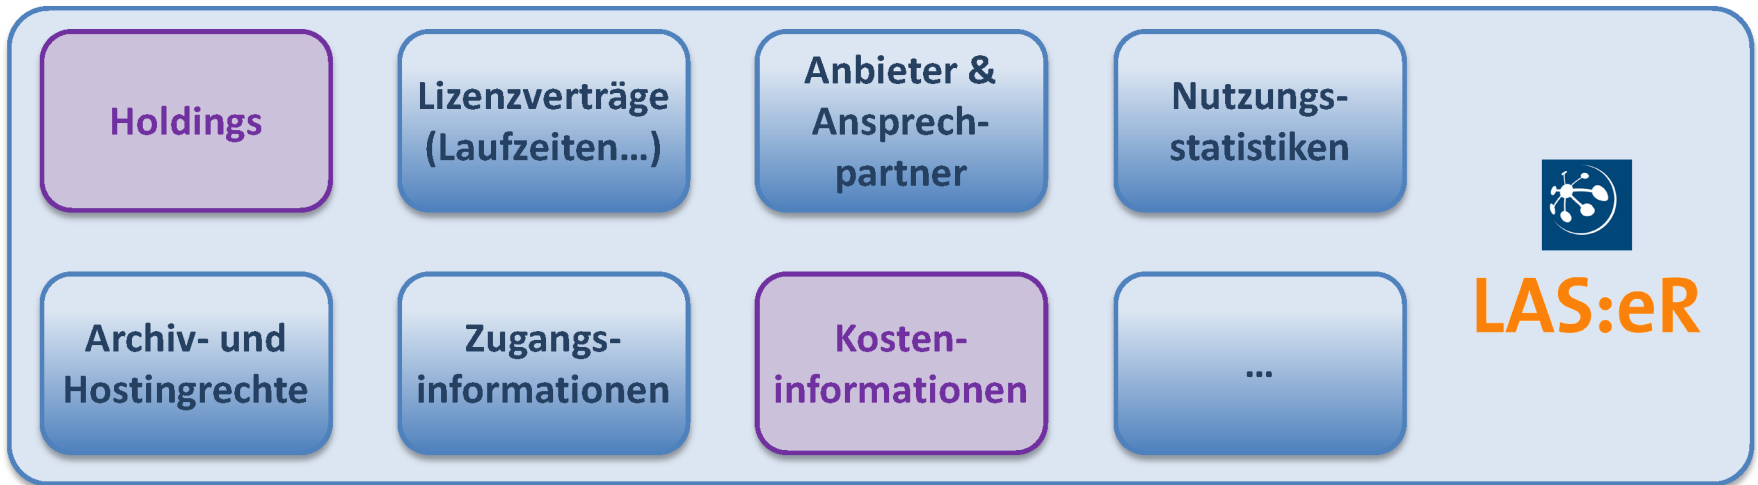 Holdings
Lizenzverträge
(Laufzeiten...)
Anbieter &
Ansprech-
partner
Nutzungs-
statistiken
Archiv- und
Hostingrechte
Zugangs-
informationen
Kosten-
informationen
...
LAS:eR